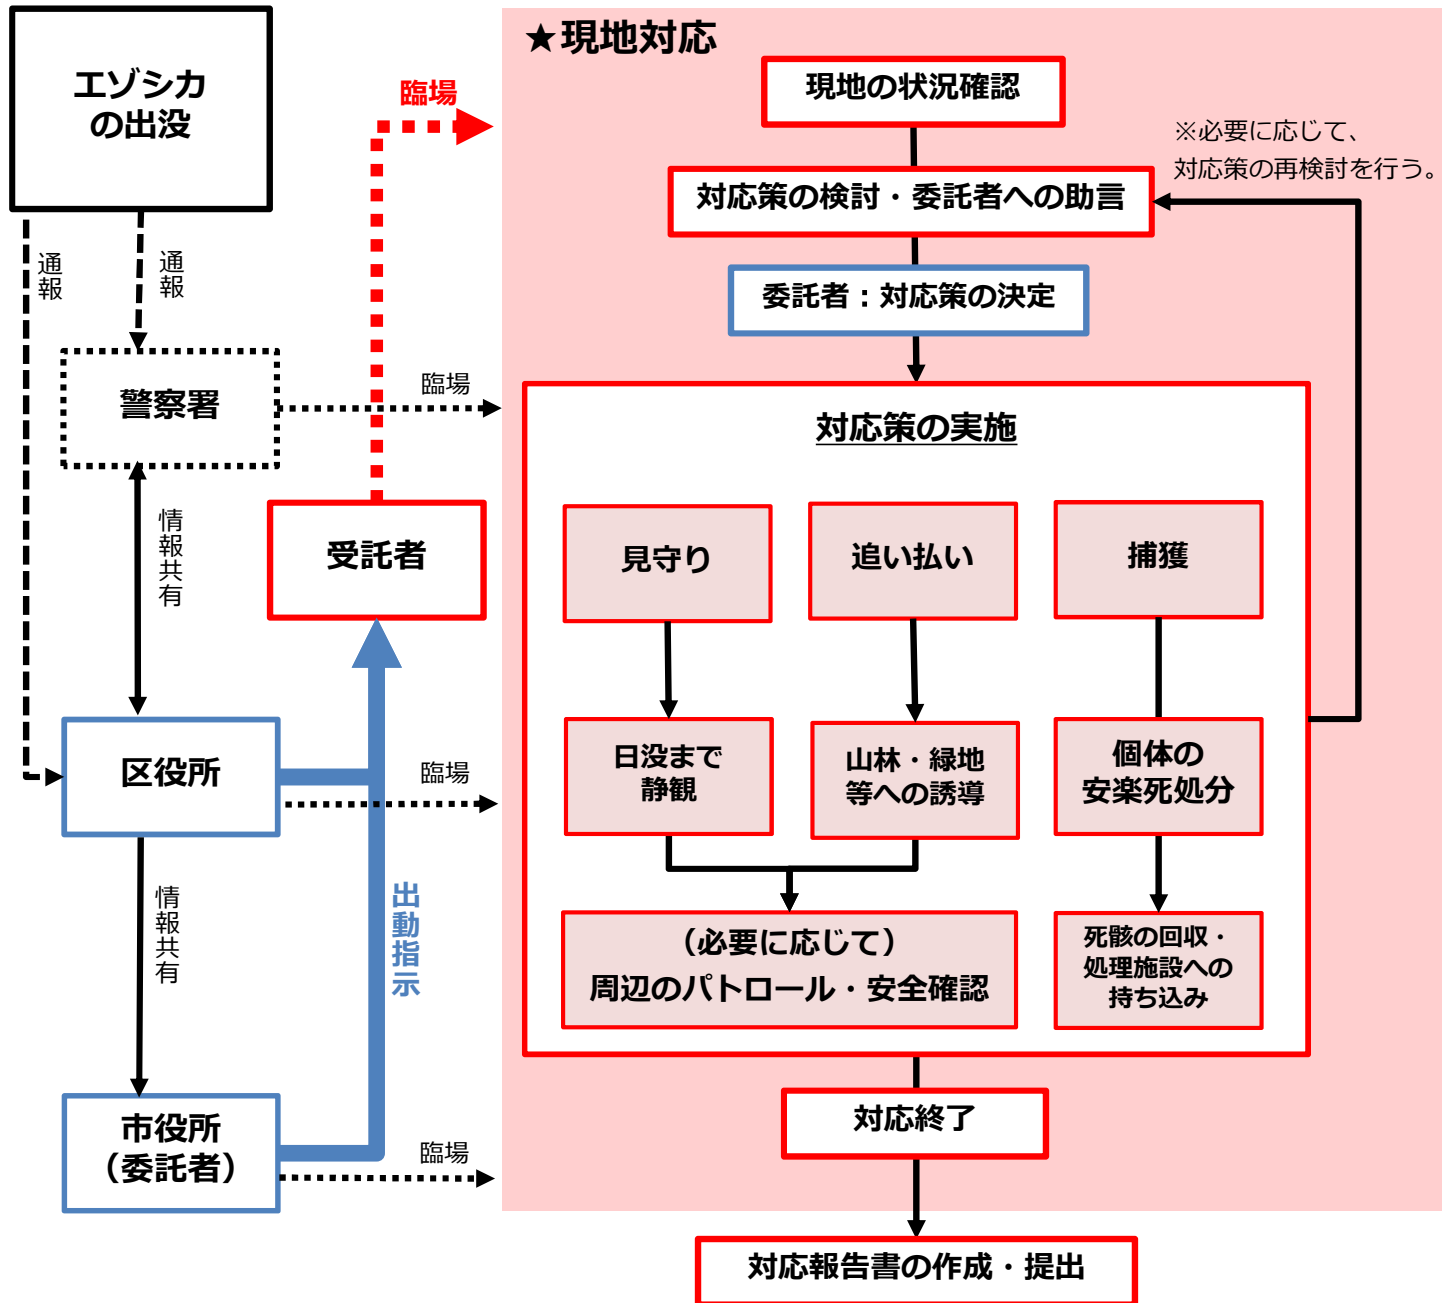 エゾシカ
の出没
通報
通報
警察署
情報共有
区役所
情報共有
市役所
（委託者）
受託者
出動指示
臨場
臨場
臨場
臨場
★現地対応
現地の状況確認
対応策の検討・委託者への助言
※必要に応じて、
対応策の再検討を行う。
委託者：対応策の決定
対応策の実施
見守り
追い払い
捕獲
日没まで
静観
山林・緑地
等への誘導
個体の
安楽死処分
（必要に応じて）
周辺のパトロール・安全確認
死骸の回収・
処理施設への
持ち込み
対応終了
対応報告書の作成・提出